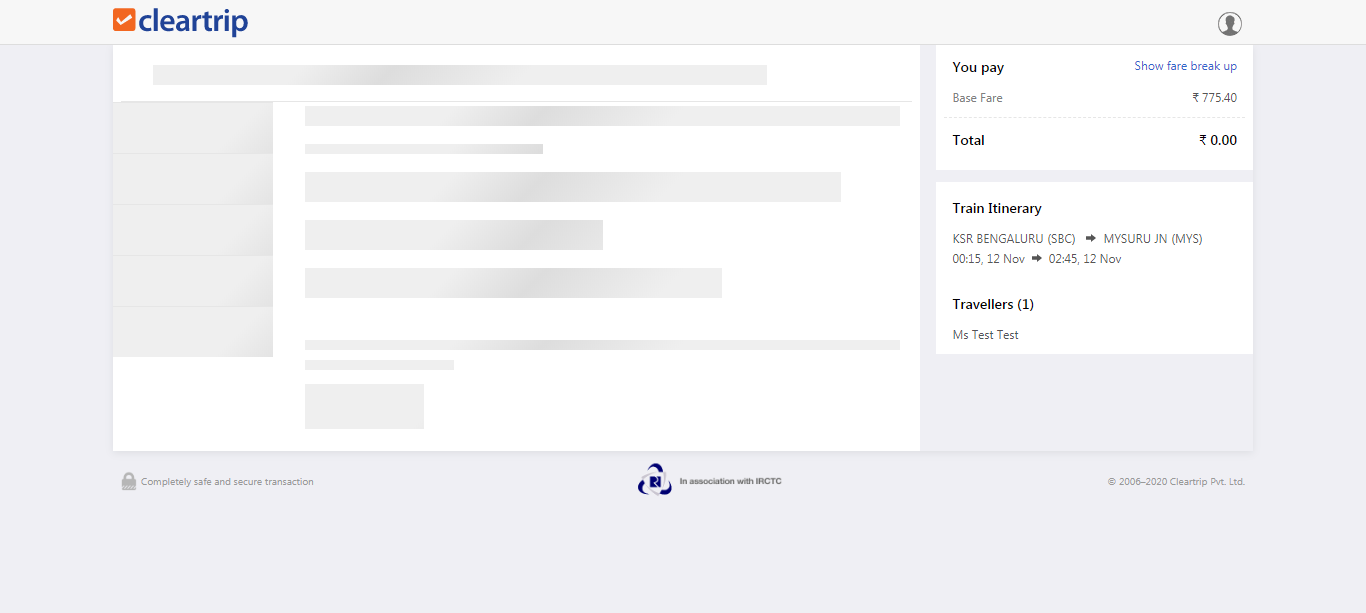 cleartrip
You pay
Show fare break up
Base Fare
₹ 775.40
Total
₹ 0.00
Train Itinerary
KSR BENGALURU (SBC) ➡ MYSURU JN (MYS)
00:15, 12 Nov ➡ 02:45, 12 Nov
Travellers (1)
Ms Test Test
Completely safe and secure transaction
In association with IRCTC
© 2006–2020 Cleartrip Pvt. Ltd.